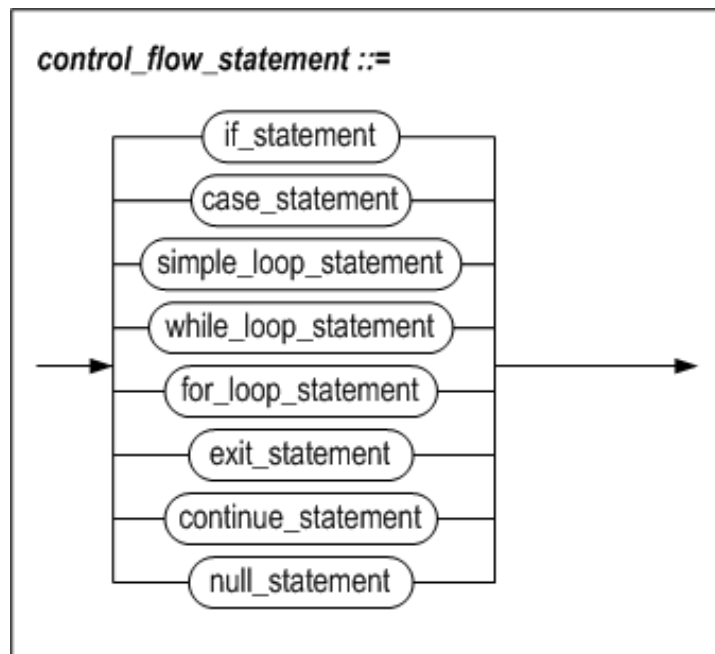 control_flow_statement ::=
if_statement
case_statement
simple_loop_statement
while_loop_statement
for_loop_statement
exit_statement
continue_statement
null_statement